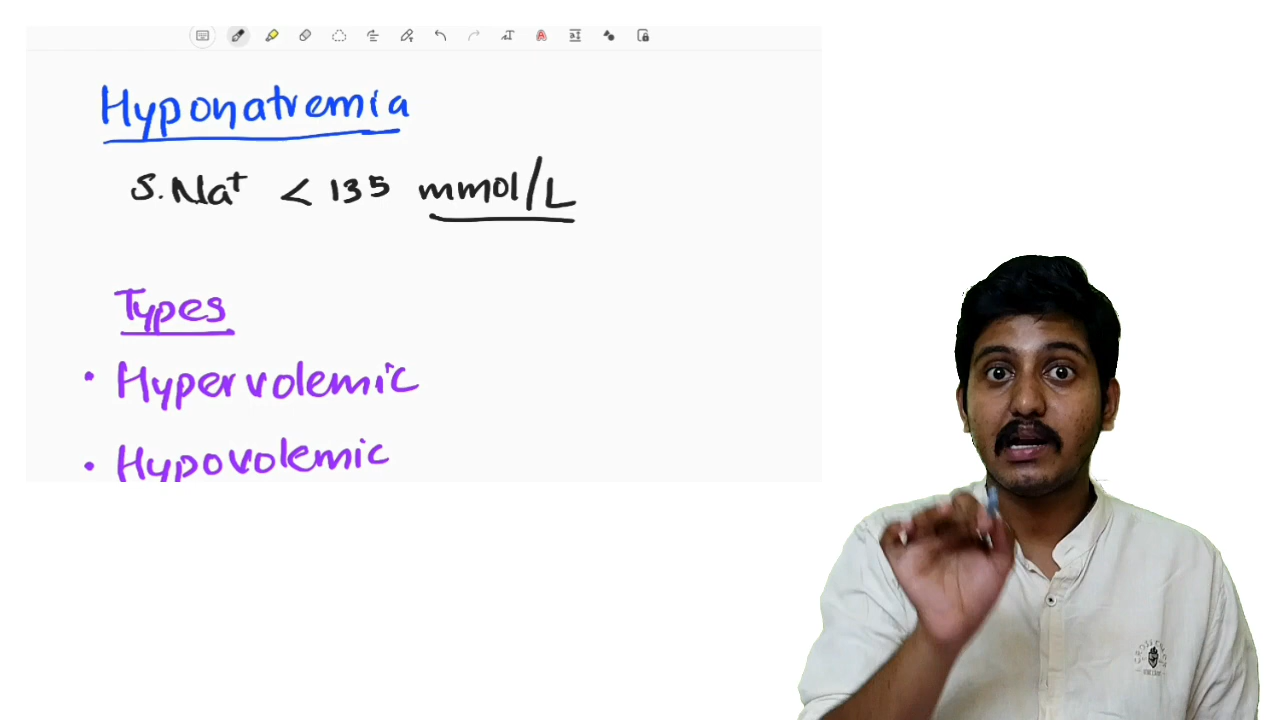 Hyponatremia
S.Na⁺ < 135 mmol/L
Types
• Hypervolemic
• Hypovolemic